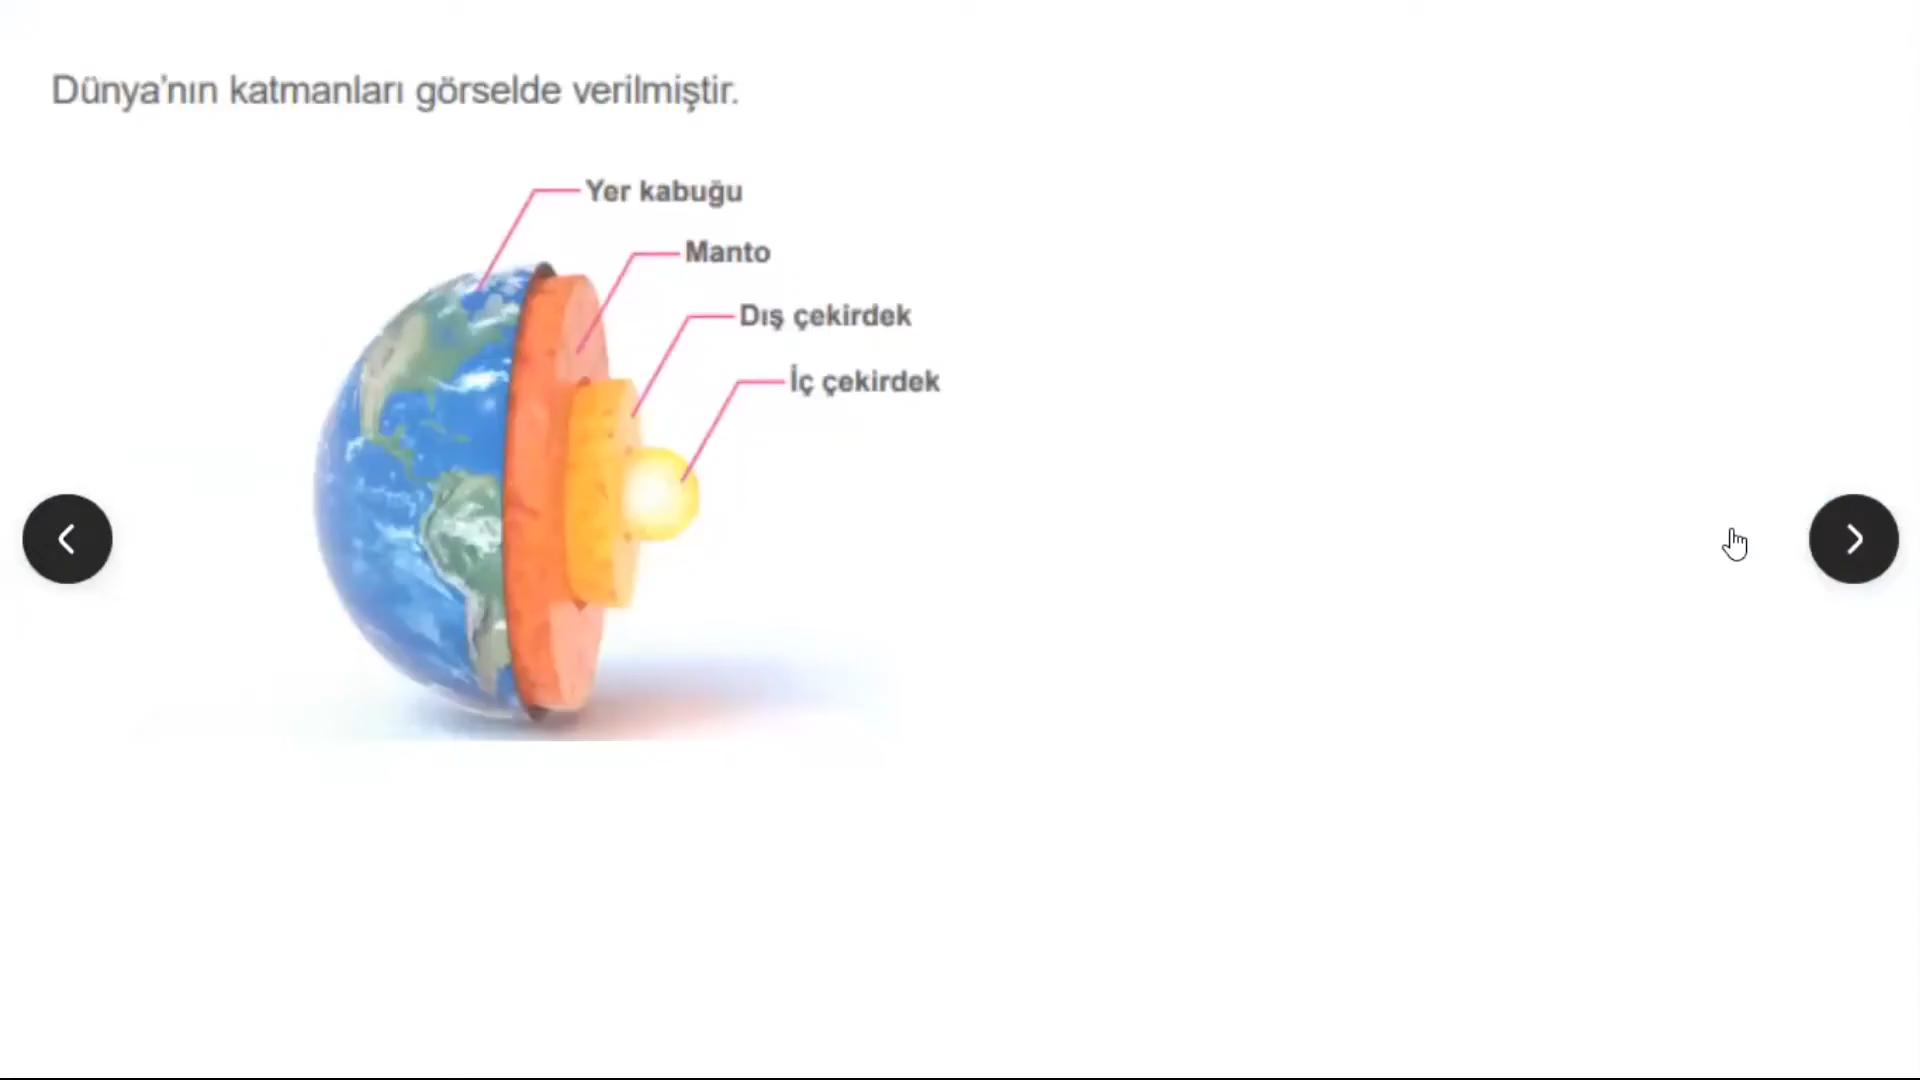 Dünya'nın katmanları görselde verilmiştir.
Yer kabuğu
Manto
Dış çekirdek
İç çekirdek